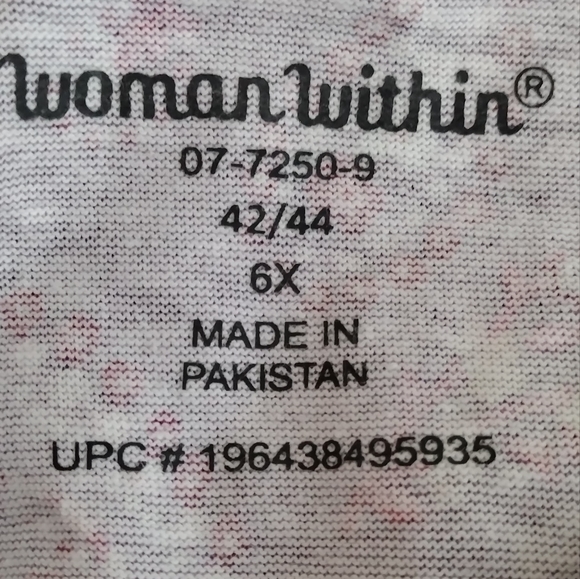 Woman Within®
07-7250-9
42/44
6X
MADE IN
PAKISTAN
UPC # 196438495935